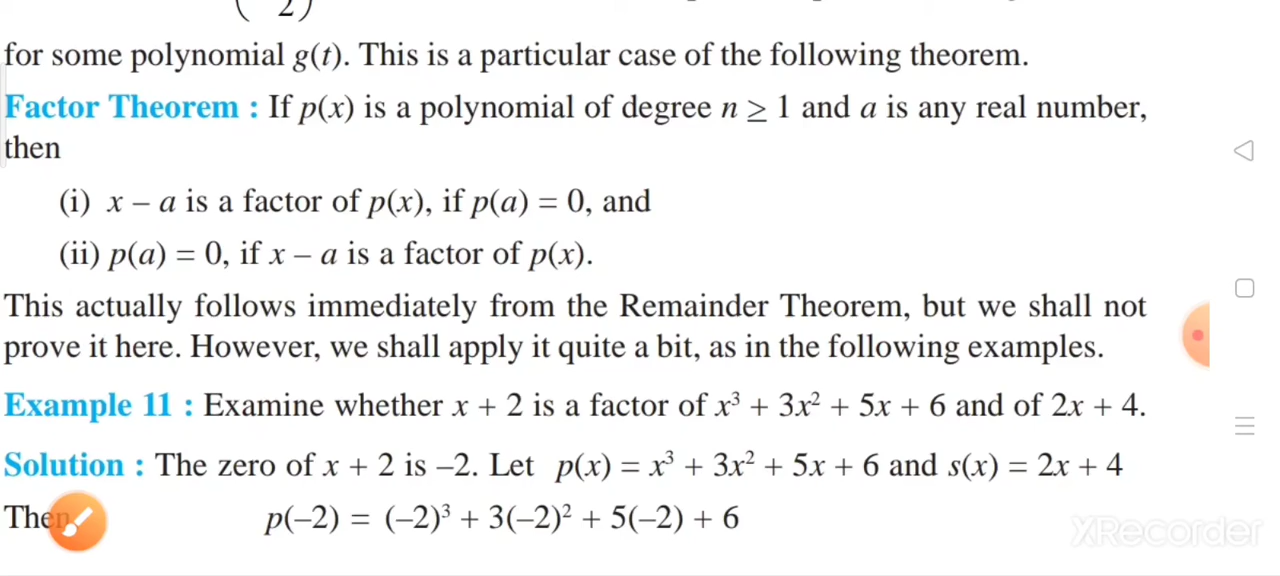 ( 2 )
for some polynomial g(t). This is a particular case of the following theorem.
Factor Theorem : If p(x) is a polynomial of degree n ≥ 1 and a is any real number,
then
(i) x – a is a factor of p(x), if p(a) = 0, and
(ii) p(a) = 0, if x – a is a factor of p(x).
This actually follows immediately from the Remainder Theorem, but we shall not
prove it here. However, we shall apply it quite a bit, as in the following examples.
Example 11 : Examine whether x + 2 is a factor of x³ + 3x² + 5x + 6 and of 2x + 4.
Solution : The zero of x + 2 is –2. Let p(x) = x³ + 3x² + 5x + 6 and s(x) = 2x + 4
Then p(–2) = (–2)³ + 3(–2)² + 5(–2) + 6
XRecorder